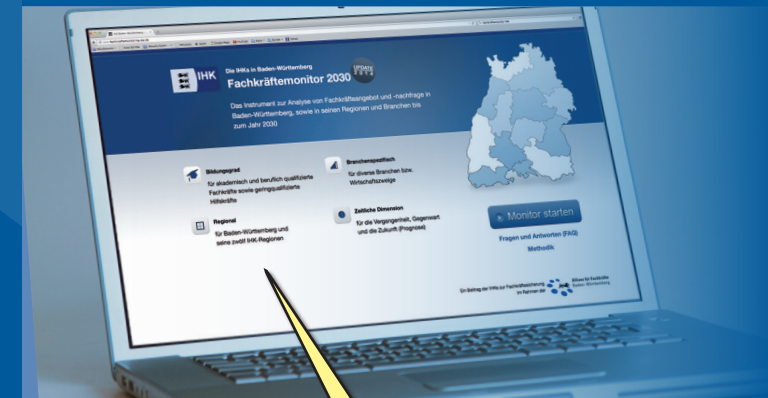 IHK
Die IHKs in Baden-Württemberg
Fachkräftemonitor 2030
UPDATE
2014
Das Instrument zur Analyse von Fachkräfteangebot und -nachfrage in
Baden-Württemberg, sowie in seinen Regionen und Branchen bis
zum Jahr 2030
Bildungsgrad
für akademisch und beruflich qualifizierte
Fachkräfte sowie geringqualifizierte
Hilfskräfte
Branchenspezifisch
für diverse Branchen bzw.
Wirtschaftszweige
Regional
für Baden-Württemberg und
seine zwölf IHK-Regionen
Zeitliche Dimension
für die Vergangenheit, Gegenwart
und die Zukunft (Prognose)
Monitor starten
Fragen und Antworten (FAQ)
Methodik
Ein Beitrag der IHKs zur Fachkräftesicherung
im Rahmen der
Allianz für Fachkräfte
Baden-Württemberg